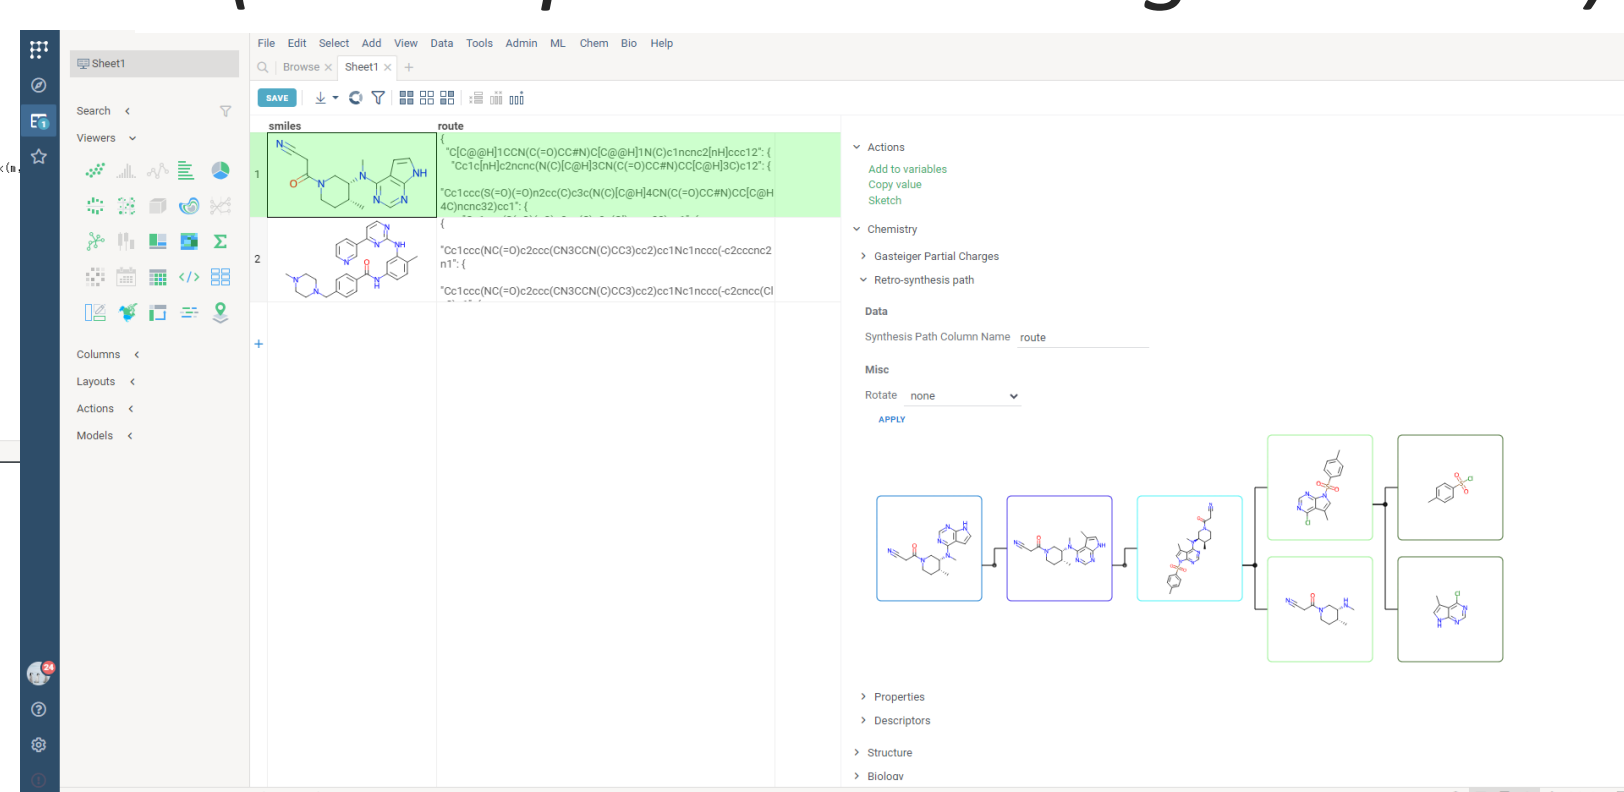 File Edit Select Add View Data Tools Admin ML Chem Bio Help
Browse × Sheet1 × +
Sheet1
SAVE
Search
Viewers
Columns
Layouts
Actions
Models
1
24
smiles route
1
{
"C[C@@H]1CCN(C(=O)CC#N)C[C@@H]1N(C)c1ncnc2[nH]ccc12": {
"Cc1c[nH]c2ncnc(N(C)[C@H]3CN(C(=O)CC#N)CC[C@H]3C)c12": {
"Cc1ccc(S(=O)(=O)n2cc(C)c3c(N(C)[C@H]4CN(C(=O)CC#N)CC[C@H
4C)ncnc32)cc1": {
2
{
"Cc1ccc(NC(=O)c2ccc(CN3CCN(C)CC3)cc2)cc1Nc1nccc(-c2cccnc2
n1": {
"Cc1ccc(NC(=O)c2ccc(CN3CCN(C)CC3)cc2)cc1Nc1nccc(-c2cncc(Cl
+
Actions
Add to variables
Copy value
Sketch
Chemistry
Gasteiger Partial Charges
Retro-synthesis path
Data
Synthesis Path Column Name route
Misc
Rotate none
APPLY
Properties
Descriptors
Structure
Biology